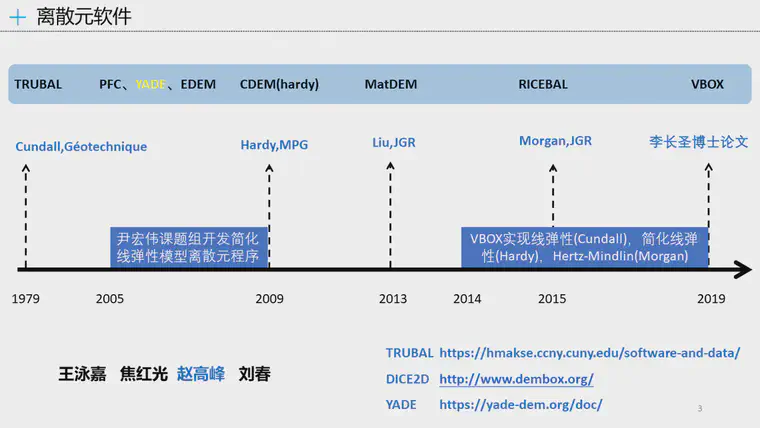 离散元软件
TRUBAL PFC、YADE、EDEM CDEM(hardy) MatDEM RICEBAL VBOX
Cundall,Géotechnique Hardy,MPG Liu,JGR Morgan,JGR 李长圣博士论文
尹宏伟课题组开发简化
线弹性模型离散元程序
VBOX实现线弹性(Cundall)，简化线弹
性(Hardy)，Hertz-Mindlin(Morgan)
1979 2005 2009 2013 2014 2015 2019
王泳嘉 焦红光 赵高峰 刘春
TRUBAL https://hmakse.ccny.cuny.edu/software-and-data/
DICE2D http://www.dembox.org/
YADE https://yade-dem.org/doc/
3